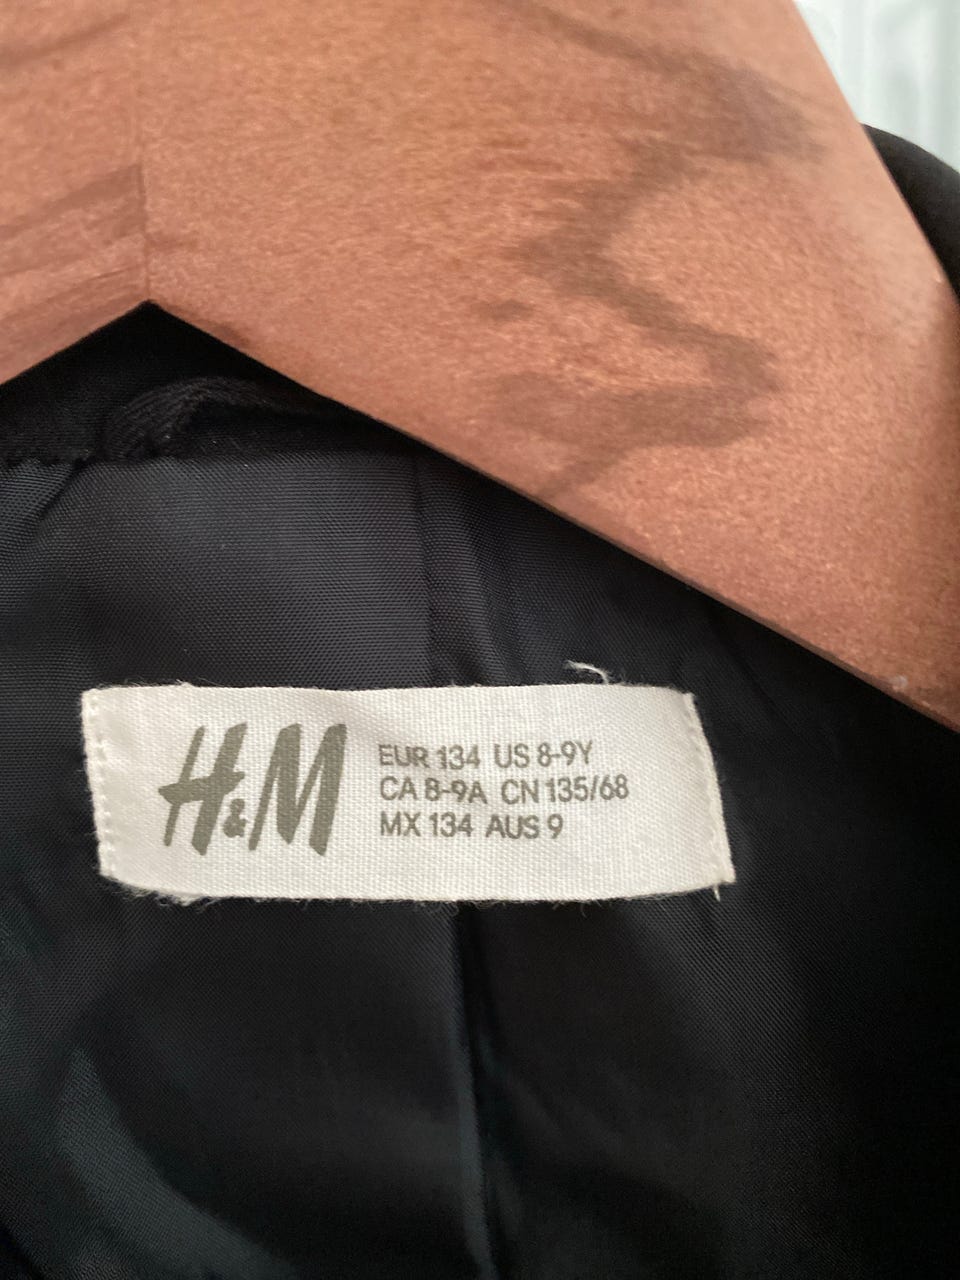 H&M
EUR 134 US 8-9Y
CA 8-9A CN 135/68
MX 134 AUS 9